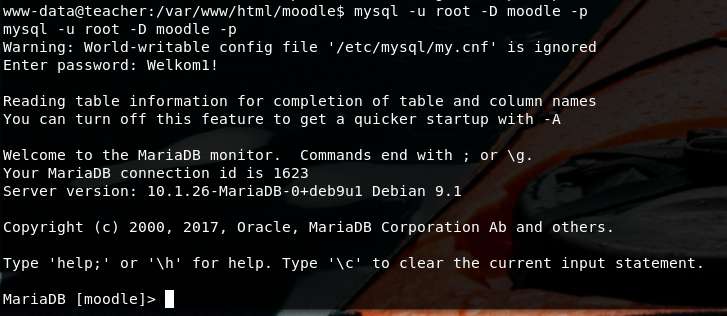 www-data@teacher:/var/www/html/moodle$ mysql -u root -D moodle -p
mysql -u root -D moodle -p
Warning: World-writable config file '/etc/mysql/my.cnf' is ignored
Enter password: Welkom1!
Reading table information for completion of table and column names
You can turn off this feature to get a quicker startup with -A
Welcome to the MariaDB monitor.  Commands end with ; or \g.
Your MariaDB connection id is 1623
Server version: 10.1.26-MariaDB-0+deb9u1 Debian 9.1
Copyright (c) 2000, 2017, Oracle, MariaDB Corporation Ab and others.
Type 'help;' or '\h' for help. Type '\c' to clear the current input statement.
MariaDB [moodle]>